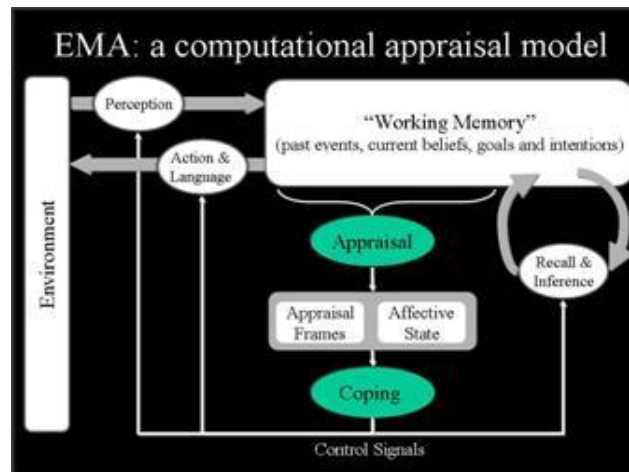 EMA: a computational appraisal model
Perception
"Working Memory"
(past events, current beliefs, goals and intentions)
Action &
Language
Environment
Appraisal
Recall &
Inference
Appraisal
Frames
Affective
State
Coping
Control Signals